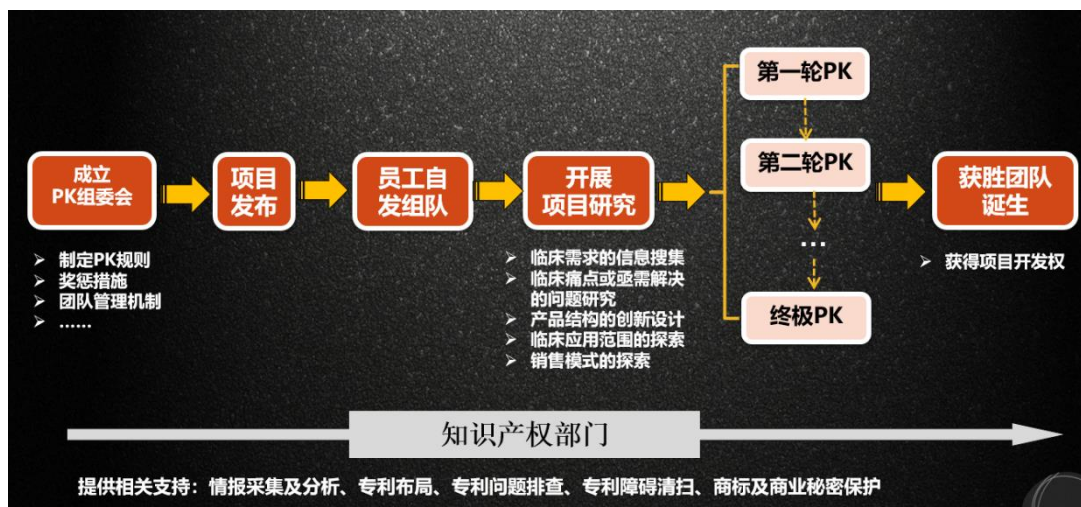 成立
PK组委会
制定PK规则
奖惩措施
团队管理机制
......
项目
发布
员工自
发组队
开展
项目研究
临床需求的信息搜集
临床痛点或亟需解决
的问题研究
产品结构的创新设计
临床应用范围的探索
销售模式的探索
第一轮PK
第二轮PK
...
终极PK
获胜团队
诞生
获得项目开发权
知识产权部门
提供相关支持：情报采集及分析、专利布局、专利问题排查、专利障碍清扫、商标及商业秘密保护